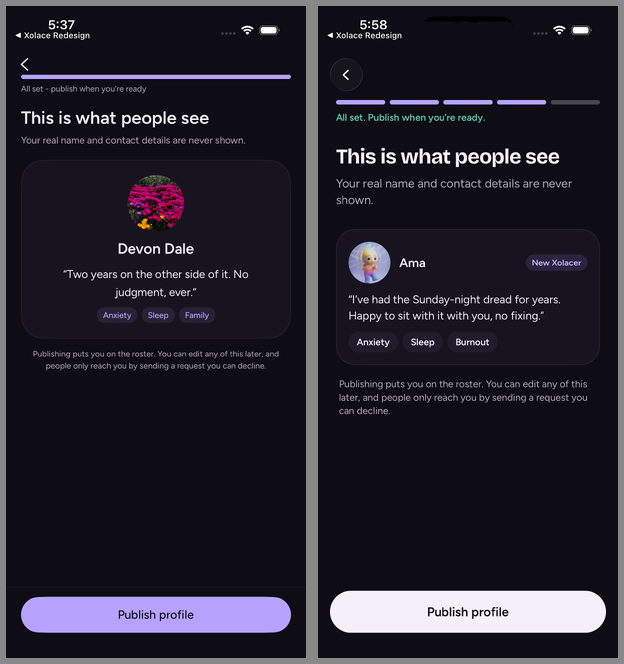 5:37
◀ Xolace Redesign
All set - publish when you're ready
This is what people see
Your real name and contact details are never shown.
Devon Dale
“Two years on the other side of it. No
judgment, ever.”
Anxiety Sleep Family
Publishing puts you on the roster. You can edit any of this later, and
people only reach you by sending a request you can decline.
Publish profile
5:58
◀ Xolace Redesign
All set. Publish when you're ready.
This is what people see
Your real name and contact details are never
shown.
Ama
New Xolacer
“I've had the Sunday-night dread for years.
Happy to sit with it with you, no fixing.”
Anxiety Sleep Burnout
Publishing puts you on the roster. You can edit any of this
later, and people only reach you by sending a request you
can decline.
Publish profile